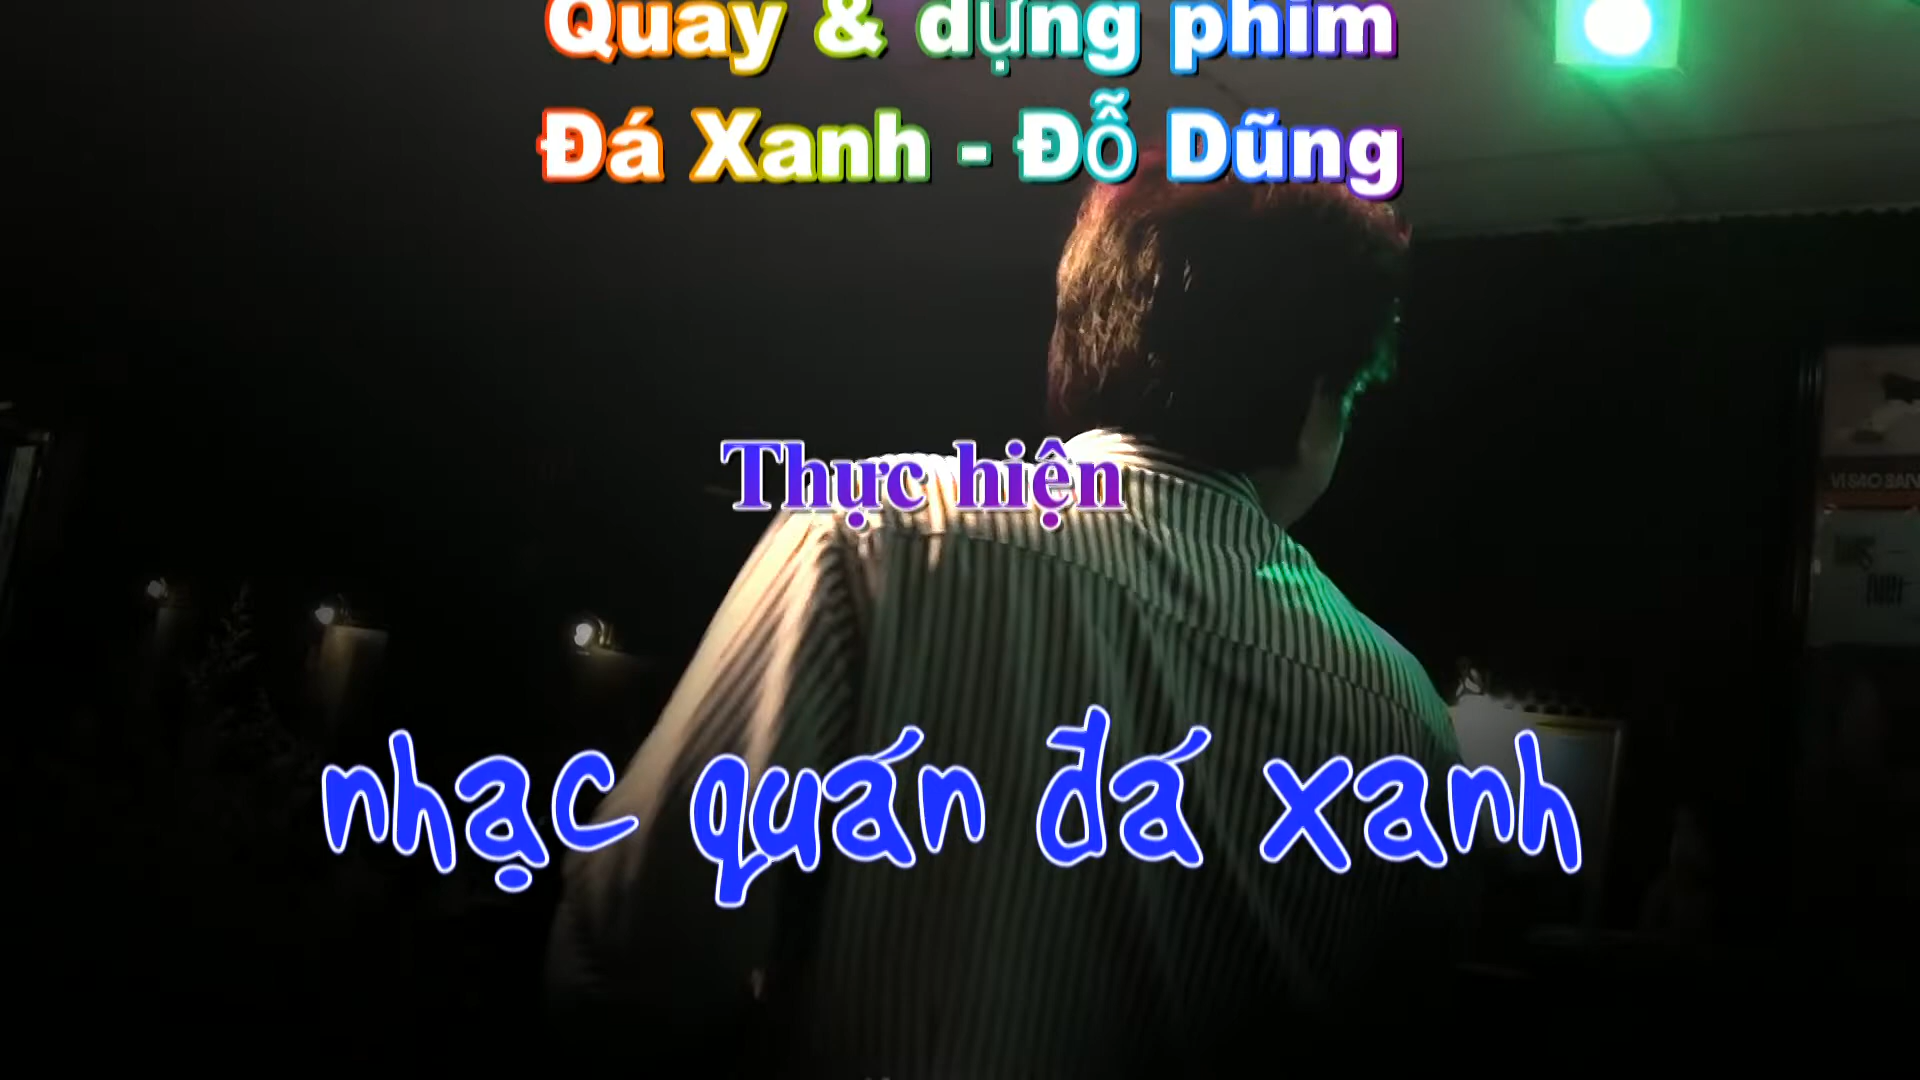 Quay & dựng phim
Đá Xanh - Đỗ Dũng
Thực hiện
nhạc quán đá xanh